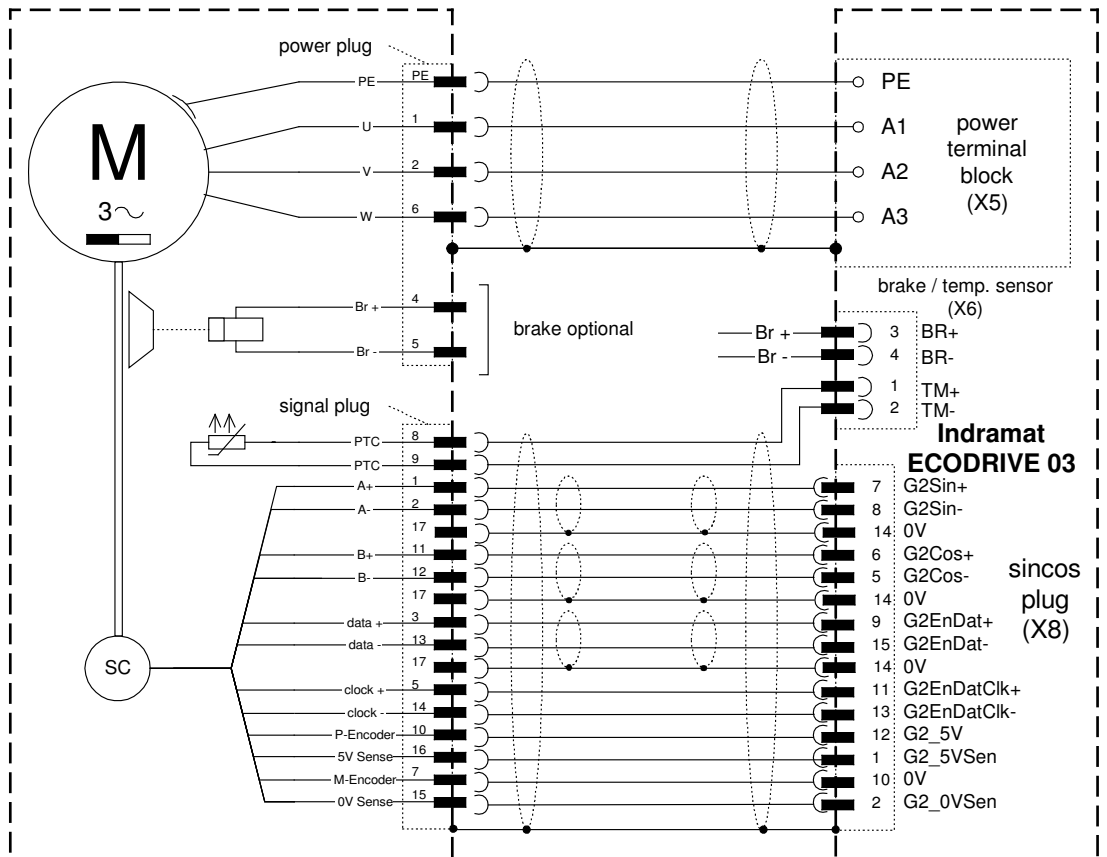 power plug
PE PE PE
U 1 A1
V 2 A2
W 6 A3
M
3～
power
terminal
block
(X5)
brake / temp. sensor
(X6)
Br + 4
Br - 5
brake optional
Br + 3 BR+
Br - 4 BR-
1 TM+
2 TM-
signal plug
Indramat
ECODRIVE 03
PTC 8
PTC 9
A+ 1 7 G2Sin+
A- 2 8 G2Sin-
17 14 0V
B+ 11 6 G2Cos+
B- 12 5 G2Cos-
17 14 0V
data + 3 9 G2EnDat+
data - 13 15 G2EnDat-
17 14 0V
clock + 5 11 G2EnDatClk+
clock - 14 13 G2EnDatClk-
P-Encoder 10 12 G2_5V
5V Sense 16 1 G2_5VSen
M-Encoder 7 10 0V
0V Sense 15 2 G2_0VSen
SC
sincos
plug
(X8)